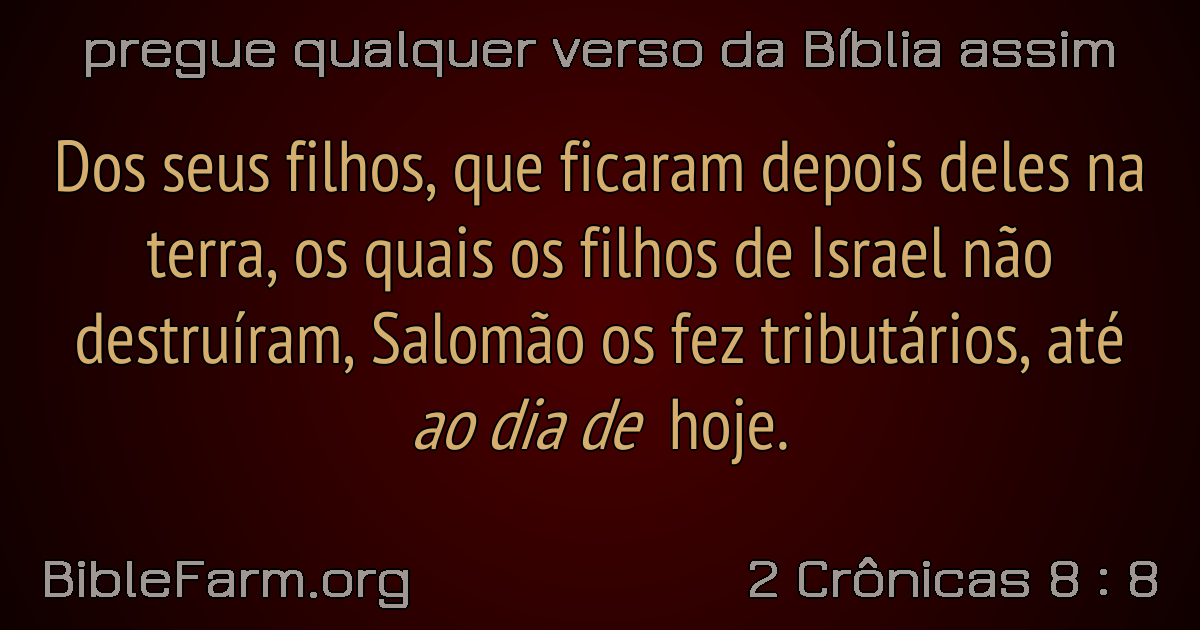 pregue qualquer verso da Bíblia assim
Dos seus filhos, que ficaram depois deles na
terra, os quais os filhos de Israel não
destruíram, Salomão os fez tributários, até
ao dia de hoje.
BibleFarm.org
2 Crônicas 8 : 8